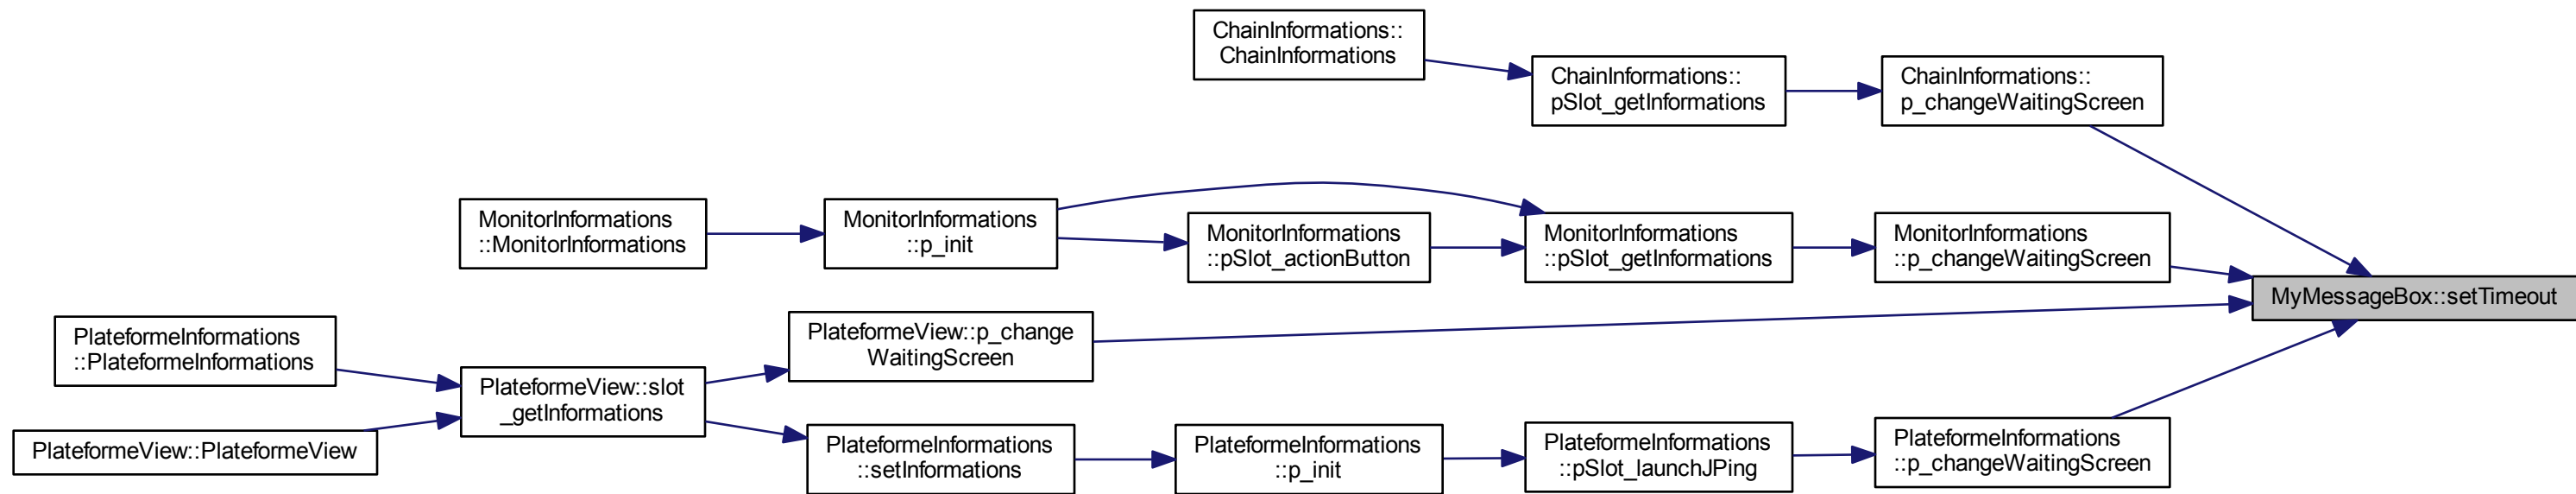 ChainInformations::
ChainInformations
ChainInformations::
pSlot_getInformations
ChainInformations::
p_changeWaitingScreen
MonitorInformations
::MonitorInformations
MonitorInformations
::p_init
MonitorInformations
::pSlot_actionButton
MonitorInformations
::pSlot_getInformations
MonitorInformations
::p_changeWaitingScreen
MyMessageBox::setTimeout
PlateformeInformations
::PlateformeInformations
PlateformeView::p_change
WaitingScreen
PlateformeView::slot
_getInformations
PlateformeView::PlateformeView
PlateformeInformations
::setInformations
PlateformeInformations
::p_init
PlateformeInformations
::pSlot_launchJPing
PlateformeInformations
::p_changeWaitingScreen